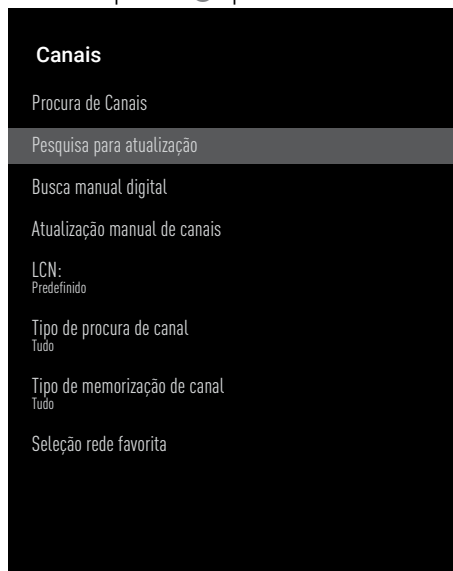 Canais
Procura de Canais
Pesquisa para atualização
Busca manual digital
Atualização manual de canais
LCN:
Predefinido
Tipo de procura de canal
Tudo
Tipo de memorização de canal
Tudo
Seleção rede favorita